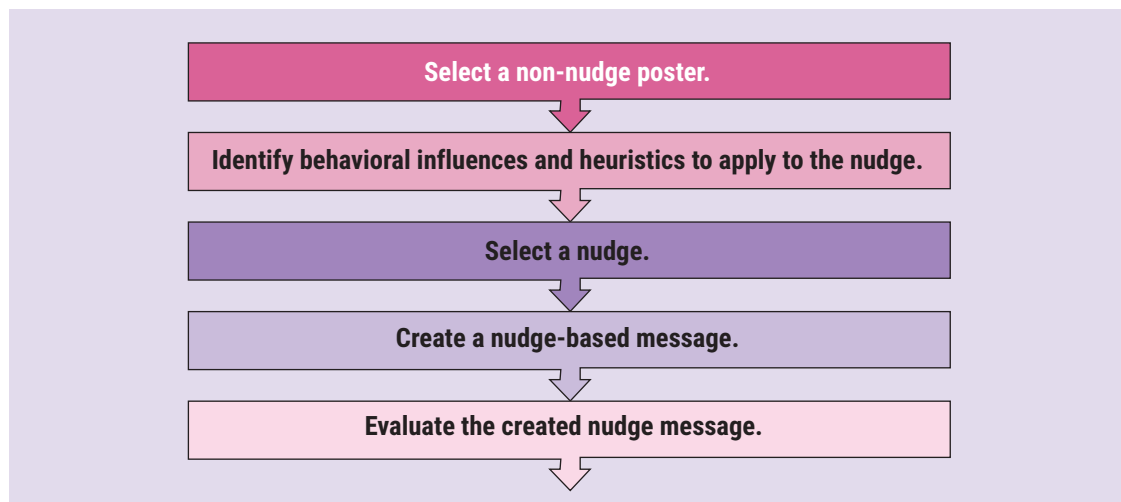 Select a non-nudge poster.
Identify behavioral influences and heuristics to apply to the nudge.
Select a nudge.
Create a nudge-based message.
Evaluate the created nudge message.